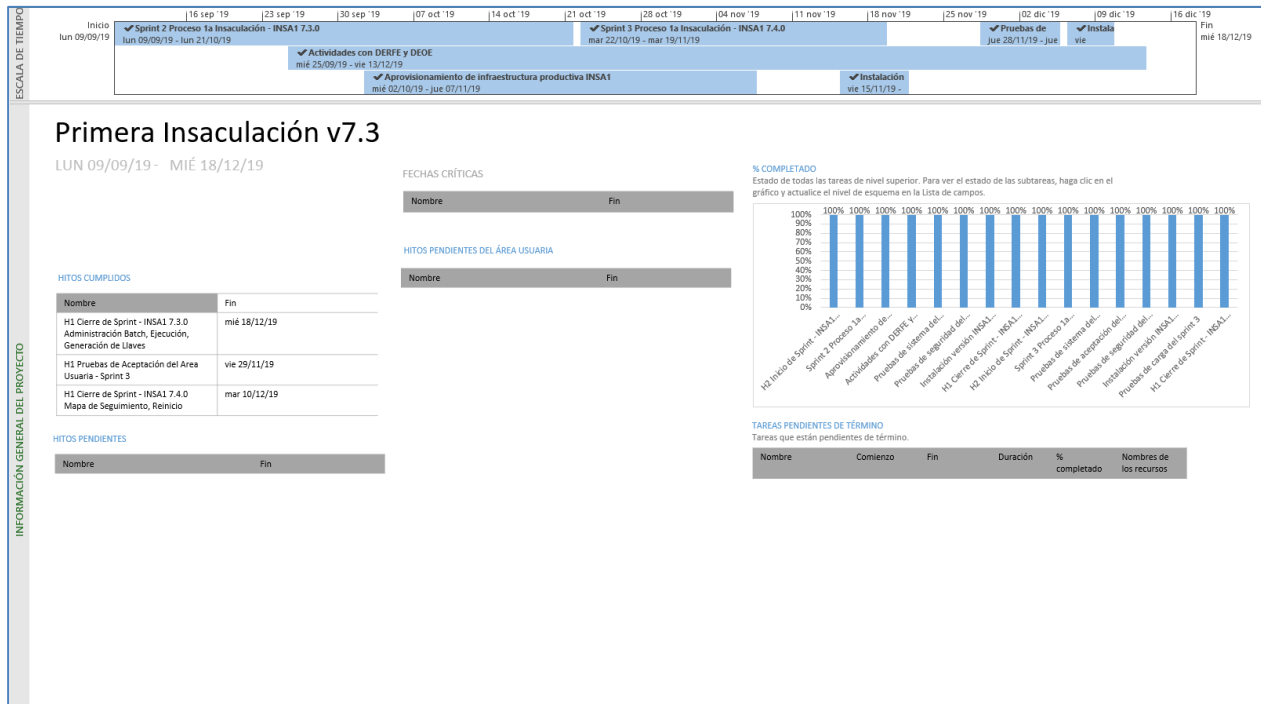 ESCALA DE TIEMPO
16 sep '19 23 sep '19 30 sep '19 07 oct '19 14 oct '19 21 oct '19 28 oct '19 04 nov '19 11 nov '19 18 nov '19 25 nov '19 02 dic '19 09 dic '19 16 dic '19
Inicio
lun 09/09/19
Sprint 2 Proceso 1a Insaculación - INSA1 7.3.0
lun 09/09/19 - lun 21/10/19
Sprint 3 Proceso 1a Insaculación - INSA1 7.4.0
mar 22/10/19 - mar 19/11/19
Pruebas de
jue 28/11/19 - jue
Instala
vie
Fin
mié 18/12/19
Actividades con DERFE y DEOE
mié 25/09/19 - vie 13/12/19
Aprovisionamiento de infraestructura productiva INSA1
mié 02/10/19 - jue 07/11/19
Instalación
vie 15/11/19 -
INFORMACIÓN GENERAL DEL PROYECTO
Primera Insaculación v7.3
LUN 09/09/19 - MIÉ 18/12/19
HITOS CUMPLIDOS
Nombre Fin
H1 Cierre de Sprint - INSA1 7.3.0 mié 18/12/19
Administración Batch, Ejecución,
Generación de Llaves
H1 Pruebas de Aceptación del Area vie 29/11/19
Usuaria - Sprint 3
H1 Cierre de Sprint - INSA1 7.4.0 mar 10/12/19
Mapa de Seguimiento, Reinicio
HITOS PENDIENTES
Nombre Fin
FECHAS CRÍTICAS
Nombre Fin
HITOS PENDIENTES DEL ÁREA USUARIA
Nombre Fin
% COMPLETADO
Estado de todas las tareas de nivel superior. Para ver el estado de las subtareas, haga clic en el
gráfico y actualice el nivel de esquema en la Lista de campos.
100% 100% 100% 100% 100% 100% 100% 100% 100% 100% 100% 100% 100% 100% 100% 100%
100%
90%
80%
70%
60%
50%
40%
30%
20%
10%
0%
H2 Inicio de Sprint - INSA1...
Sprint 2 Proceso 1a...
Aprovisionamiento de...
Actividades con DERFE y...
Pruebas de sistema del...
Pruebas de seguridad del...
Instalación versión INSA1...
H1 Cierre de Sprint - INSA1...
H2 Inicio de Sprint - INSA1...
Sprint 3 Proceso 1a...
Pruebas de sistema del...
Pruebas de aceptación del...
Pruebas de seguridad del...
Instalación versión INSA1...
Pruebas de carga del sprint 3
H1 Cierre de Sprint - INSA1...
TAREAS PENDIENTES DE TÉRMINO
Tareas que están pendientes de término.
Nombre Comienzo Fin Duración % completado Nombres de los recursos